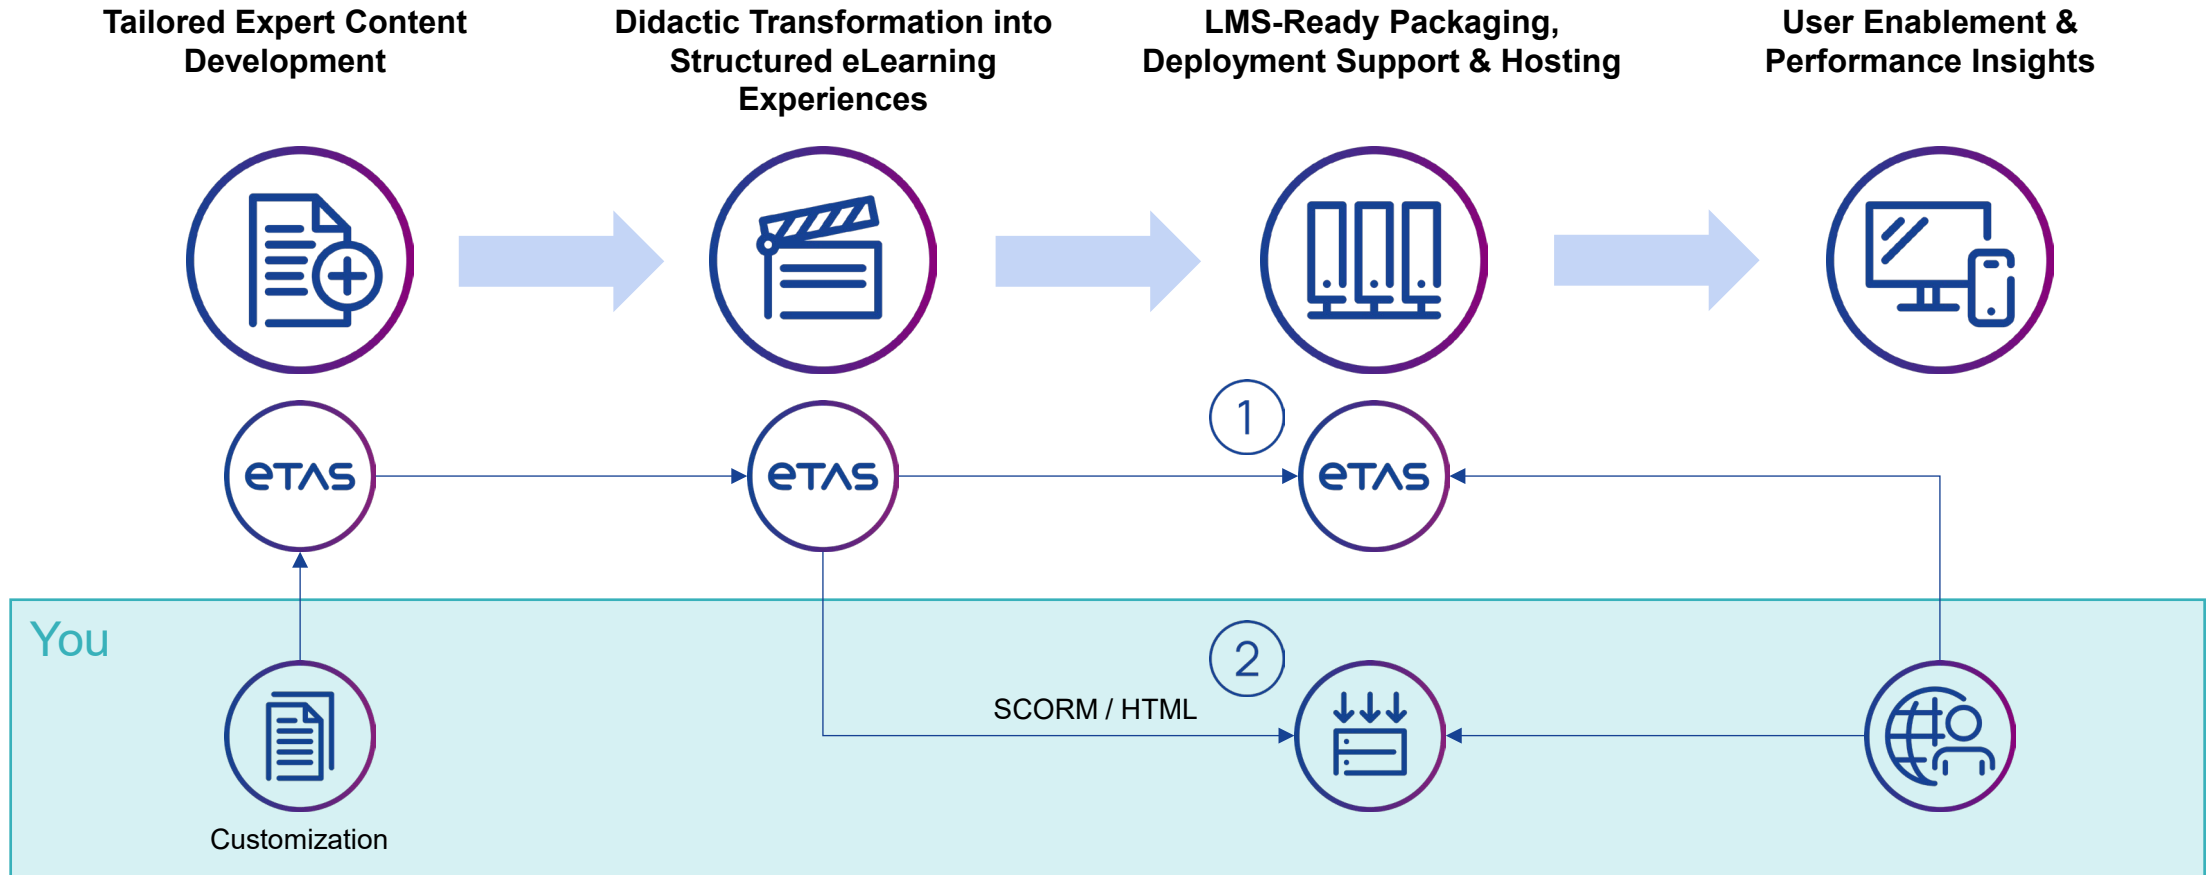 Tailored Expert Content
Development
Didactic Transformation into
Structured eLearning
Experiences
LMS-Ready Packaging,
Deployment Support & Hosting
User Enablement &
Performance Insights
1
eTAS
eTAS
eTAS
You
2
SCORM / HTML
Customization